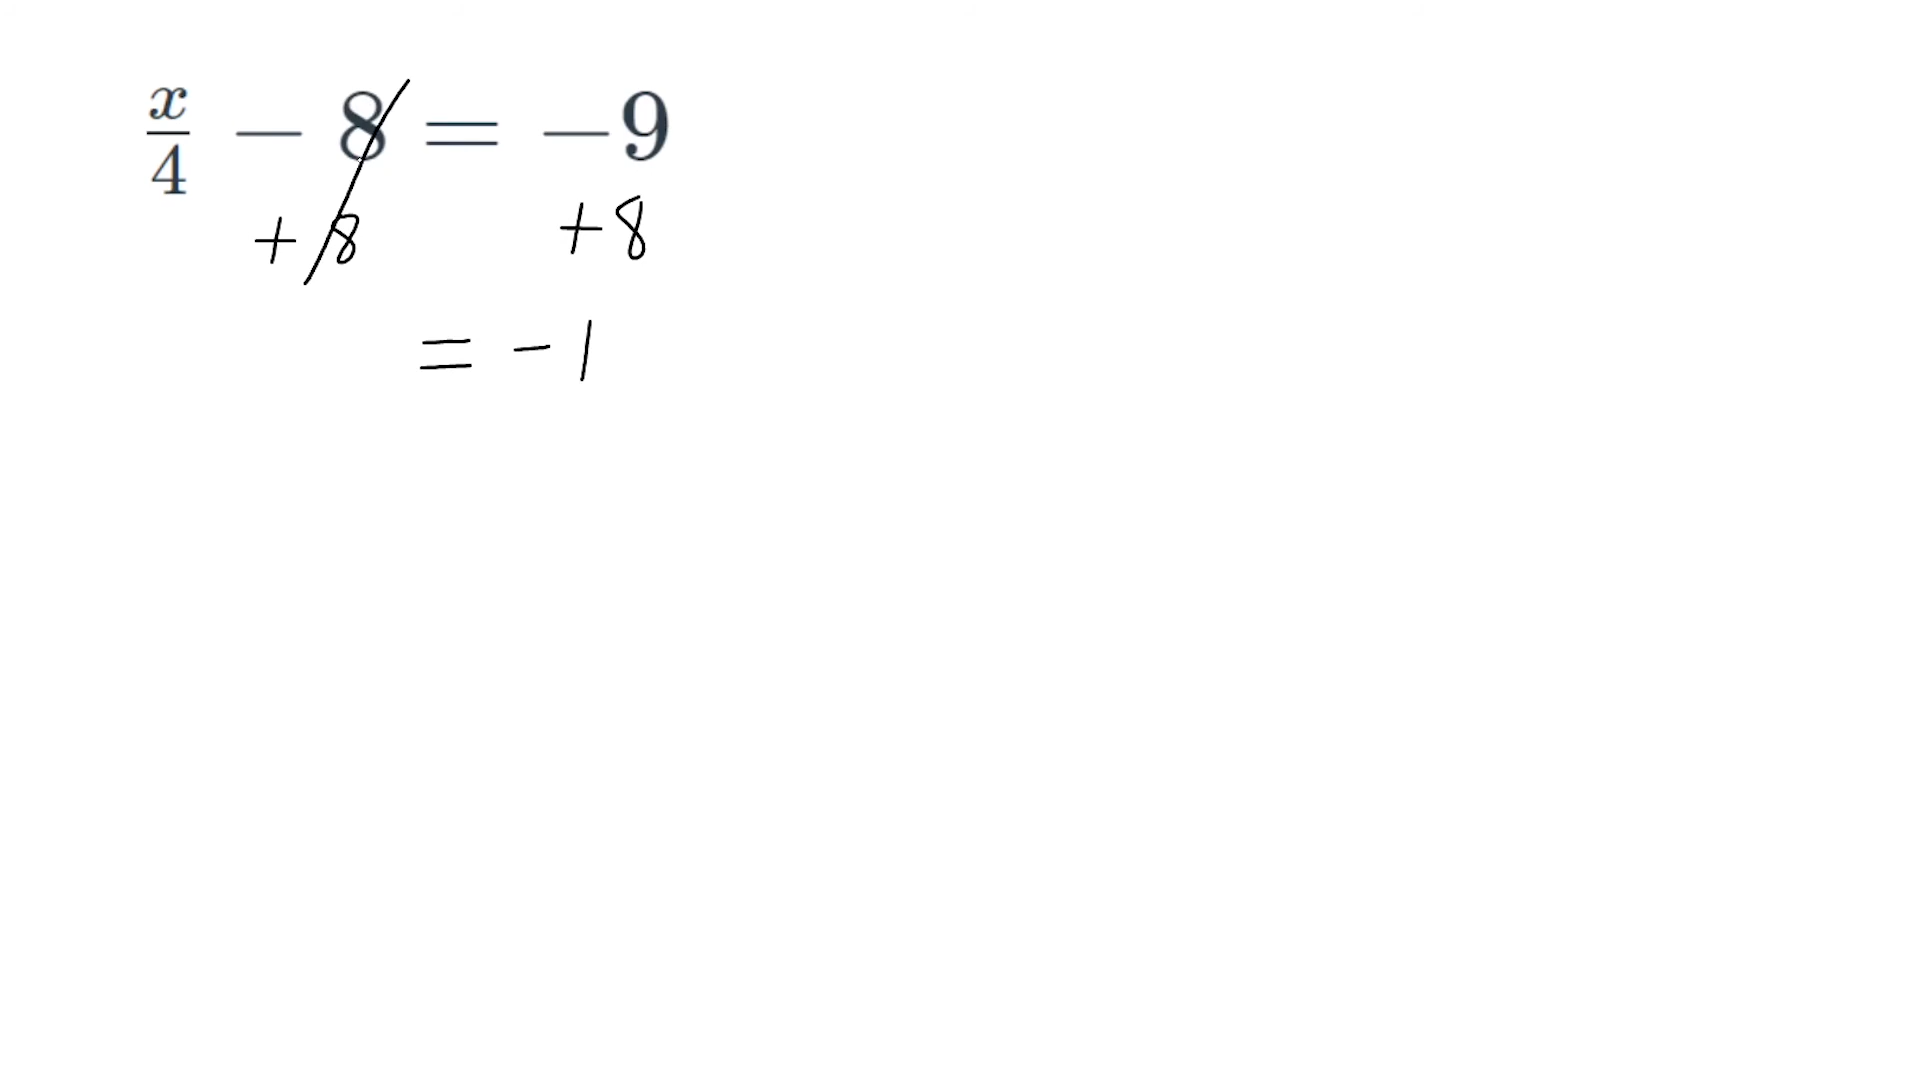 x/4 − 8 = −9
+ 8 +8
= −1